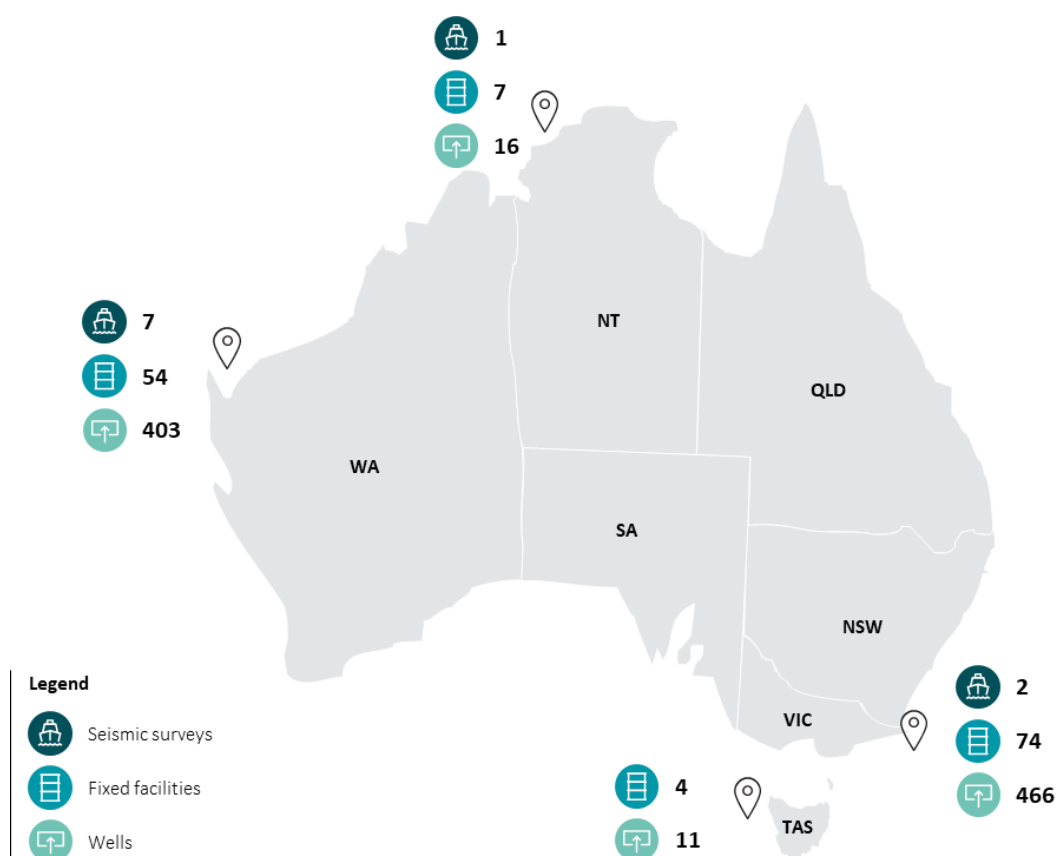 1
7
16
7
54
403
NT
QLD
WA
SA
NSW
VIC
TAS
2
74
466
4
11
Legend
Seismic surveys
Fixed facilities
Wells